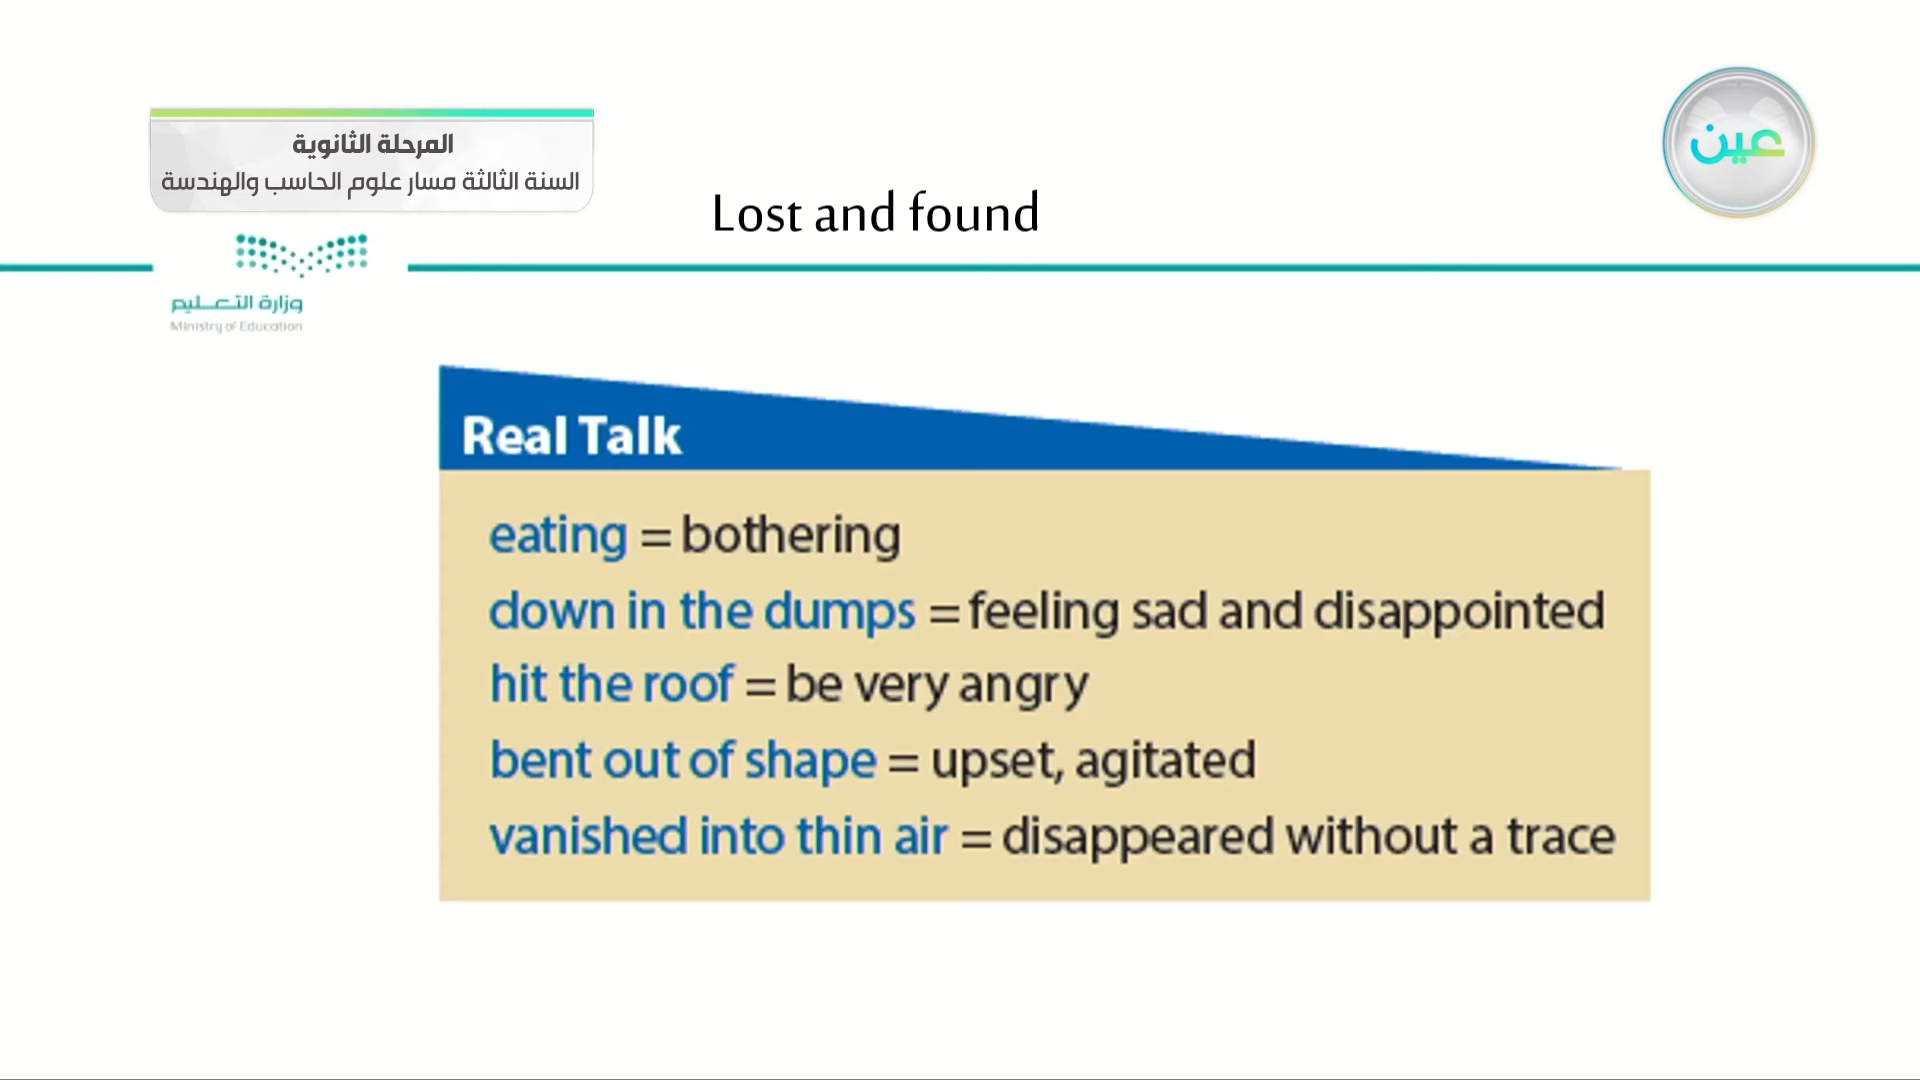 المرحلة الثانوية
السنة الثالثة مسار علوم الحاسب والهندسة
عين
Lost and found
وزارة التعليم
Ministry of Education
Real Talk
eating = bothering
down in the dumps = feeling sad and disappointed
hit the roof = be very angry
bent out of shape = upset, agitated
vanished into thin air = disappeared without a trace